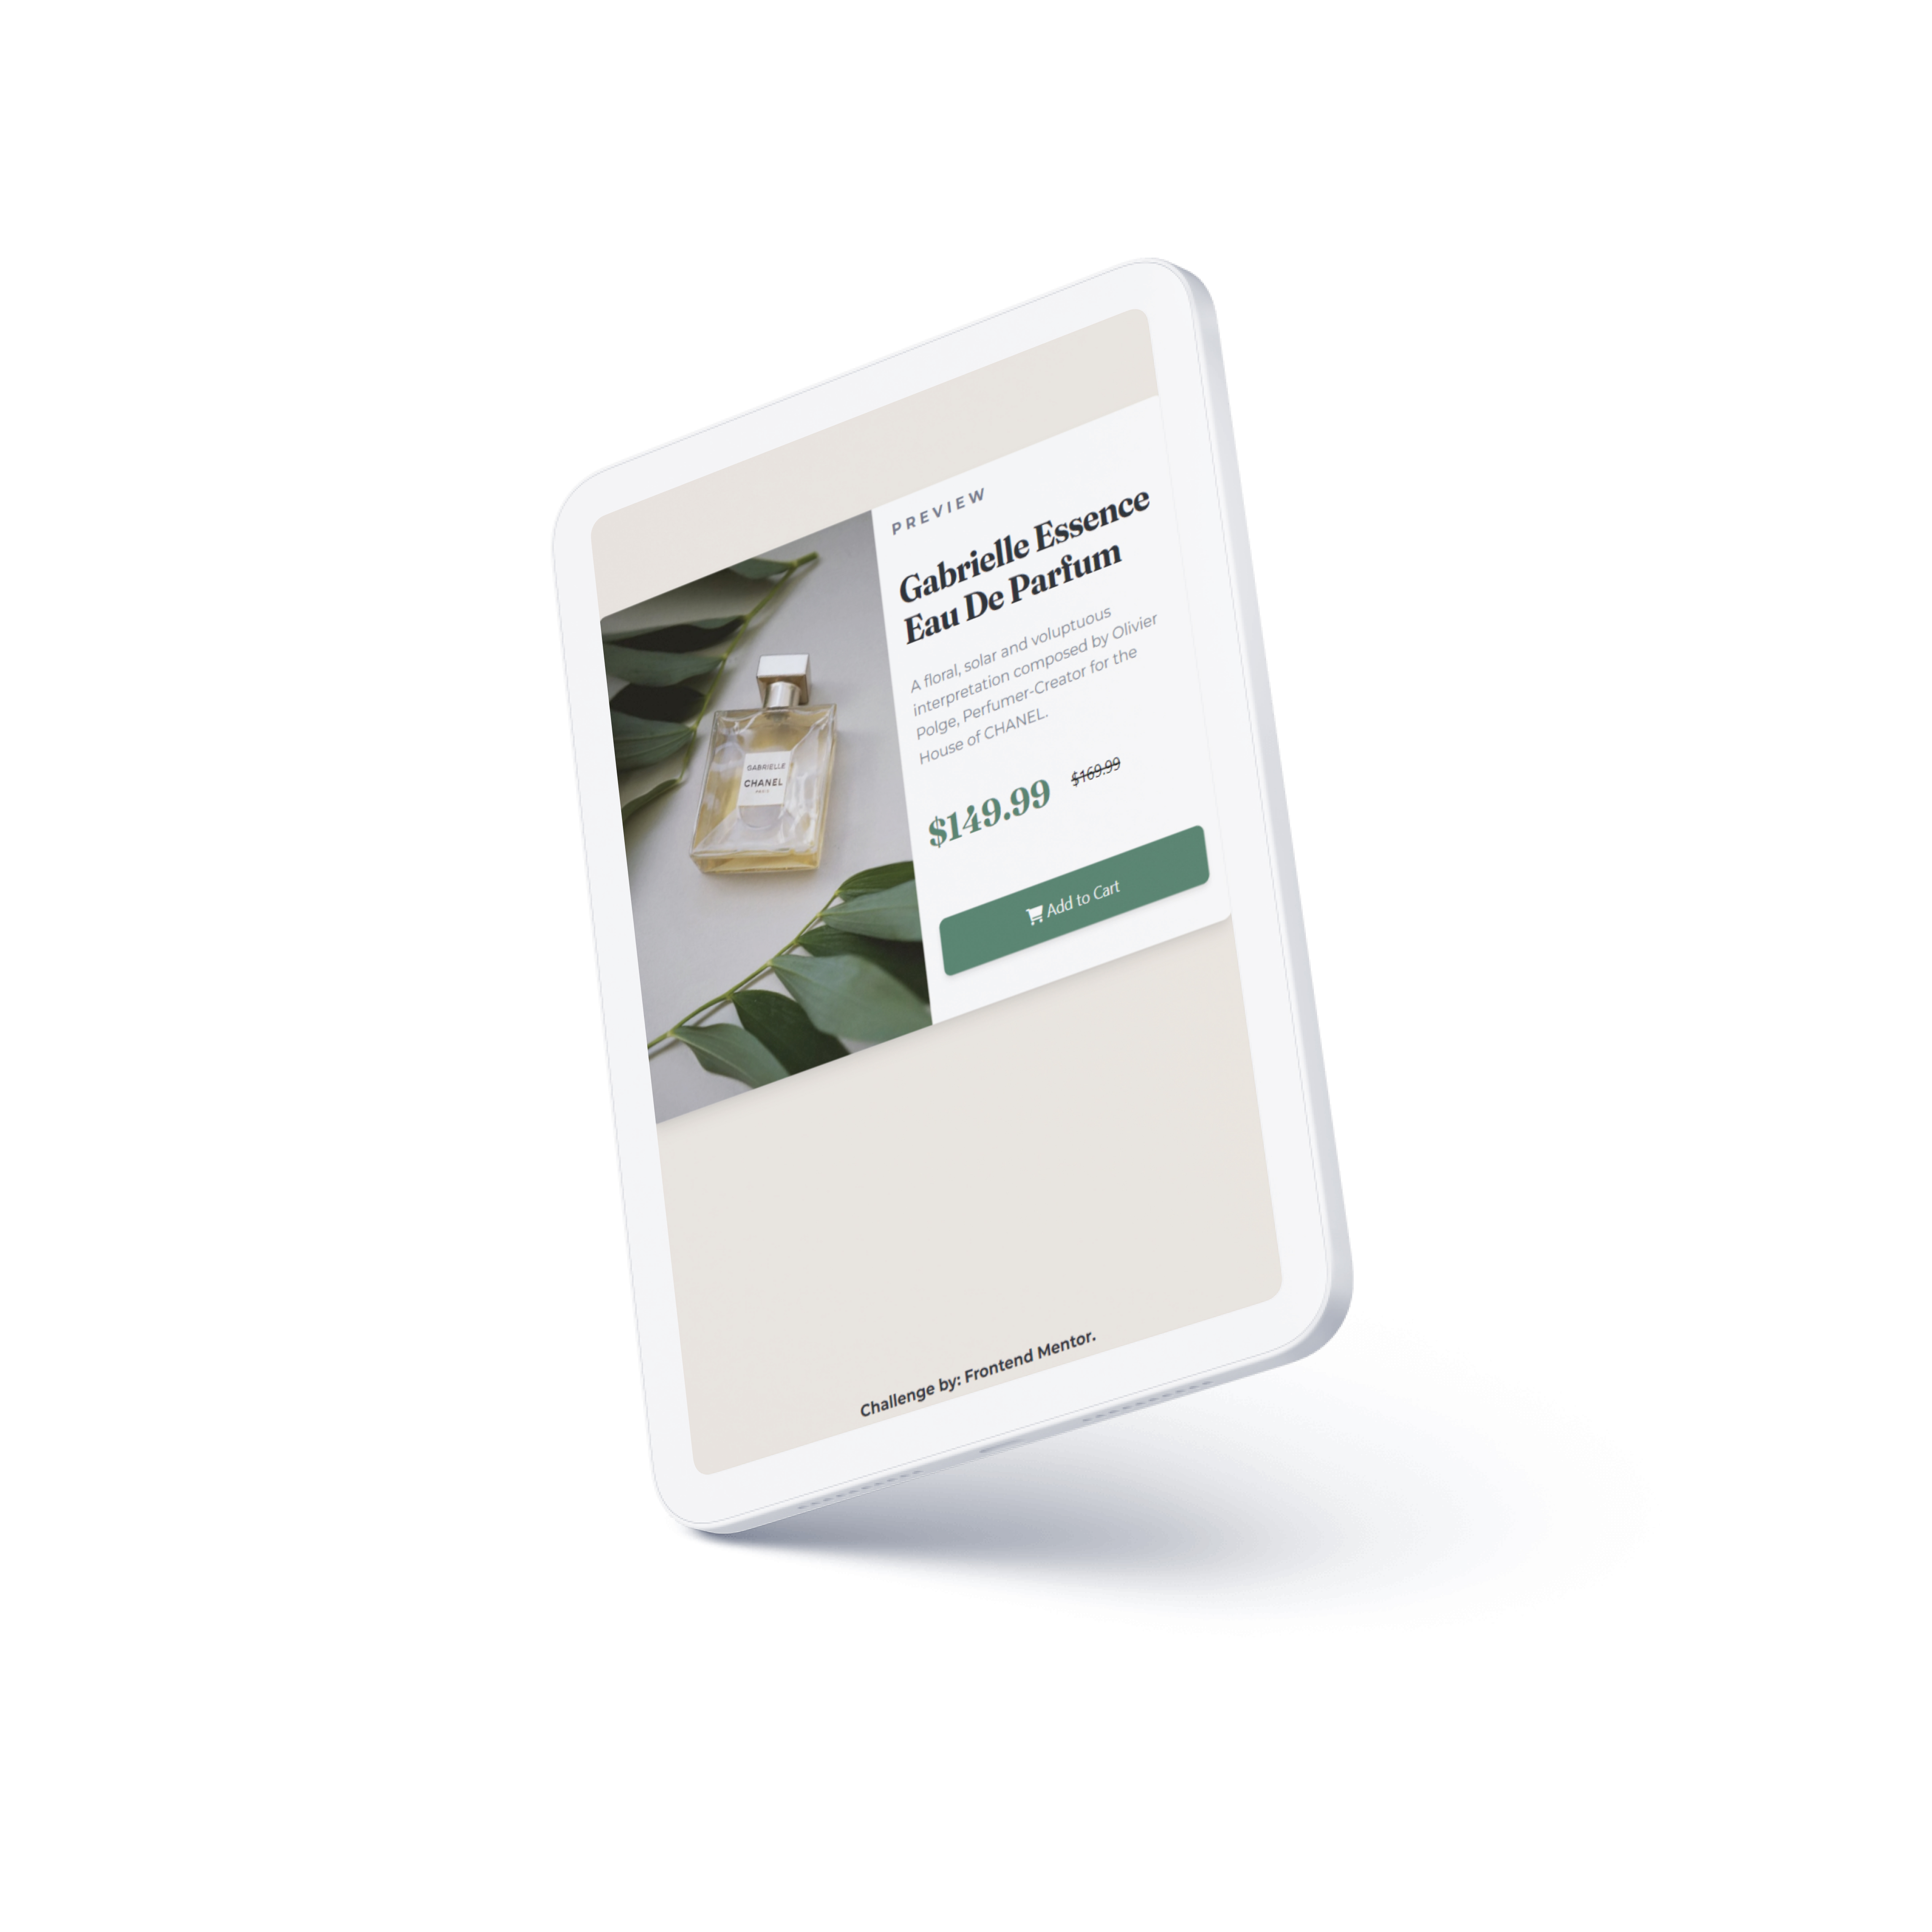 PREVIEW
Gabrielle Essence
Eau De Parfum
A floral, solar and voluptuous
interpretation composed by Olivier
Polge, Perfumer-Creator for the
House of CHANEL.
$149.99 $169.99
Add to Cart
GABRIELLE
CHANEL
PARIS
Challenge by: Frontend Mentor.